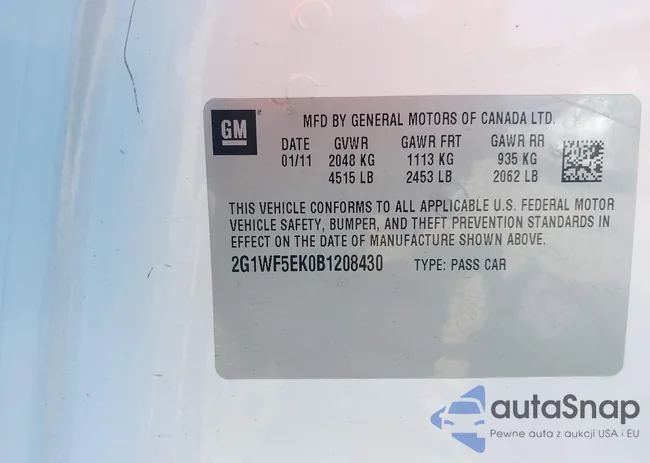 GM
MFD BY GENERAL MOTORS OF CANADA LTD.
DATE GVWR GAWR FRT GAWR RR
01/11 2048 KG 1113 KG 935 KG
4515 LB 2453 LB 2062 LB
THIS VEHICLE CONFORMS TO ALL APPLICABLE U.S. FEDERAL MOTOR
VEHICLE SAFETY, BUMPER, AND THEFT PREVENTION STANDARDS IN
EFFECT ON THE DATE OF MANUFACTURE SHOWN ABOVE.
2G1WF5EK0B1208430 TYPE: PASS CAR
autaSnap
Pewne auta z aukcji USA i EU